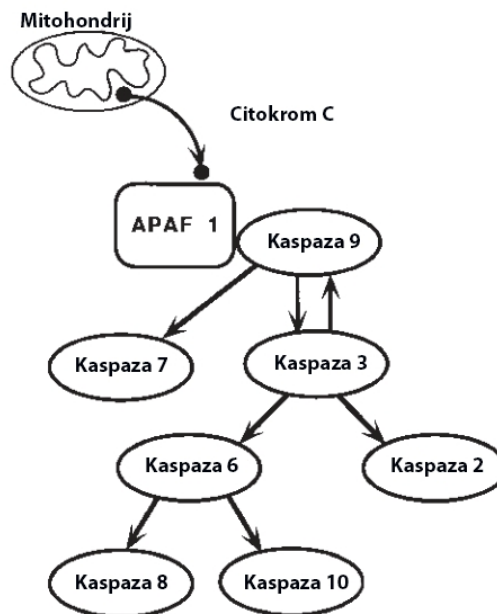 Mitohondrij
Citokrom C
APAF 1
Kaspaza 9
Kaspaza 7
Kaspaza 3
Kaspaza 6
Kaspaza 2
Kaspaza 8
Kaspaza 10